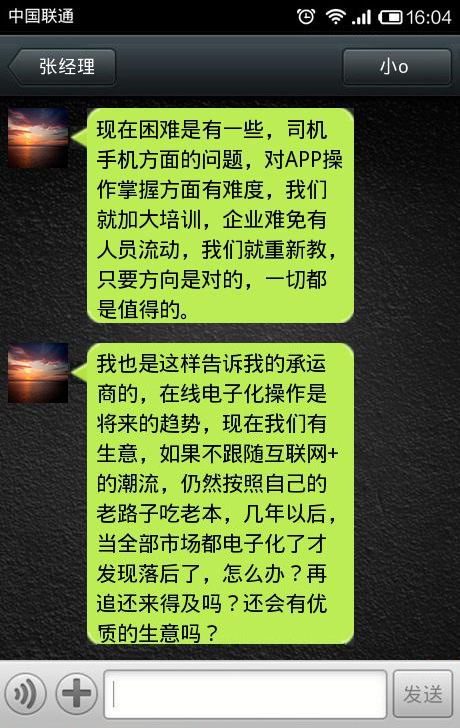 中国联通
16:04
张经理
小o
现在困难是有一些，司机
手机方面的问题，对APP操
作掌握方面有难度，我们
就加大培训，企业难免有
人员流动，我们就重新教，
只要方向是对的，一切都
是值得的。
我也是这样告诉我的承运
商的，在线电子化操作是
将来的趋势，现在我们有
生意，如果不跟随互联网+
的潮流，仍然按照自己的
老路子吃老本，几年以后，
当全部市场都电子化了才
发现落后了，怎么办？再
追还来得及吗？还会有优
质的生意吗？
发送